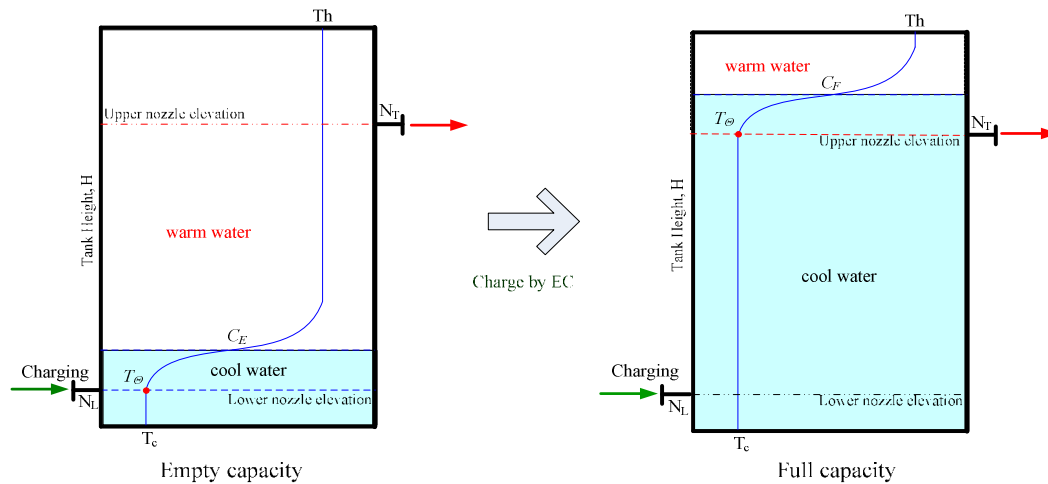 Th
Upper nozzle elevation
N_T
Tank Height, H
warm water
C_E
Charging
T_Θ
cool water
N_L
Lower nozzle elevation
T_c
Empty capacity
Charge by EC
Th
warm water
C_F
T_Θ
N_T
Upper nozzle elevation
Tank Height, H
cool water
Charging
N_L
Lower nozzle elevation
T_c
Full capacity